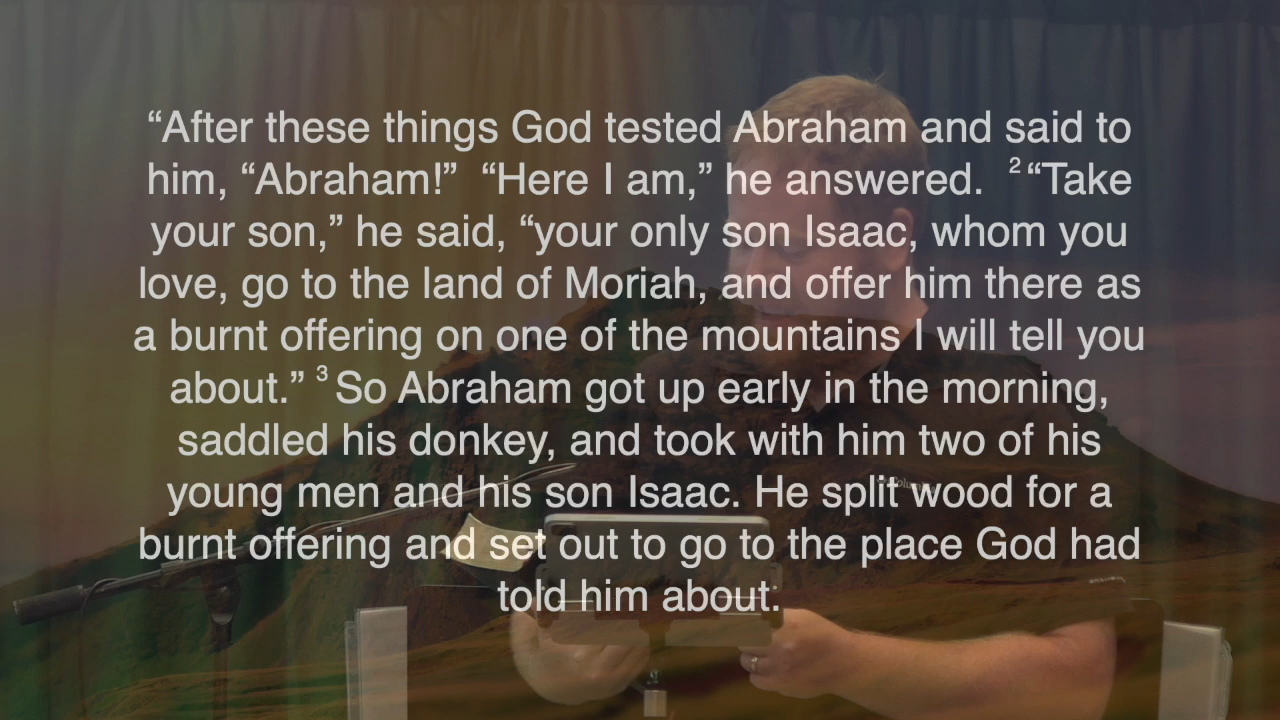 “After these things God tested Abraham and said to
him, “Abraham!”  “Here I am,” he answered.  ²“Take
your son,” he said, “your only son Isaac, whom you
love, go to the land of Moriah, and offer him there as
a burnt offering on one of the mountains I will tell you
about.” ³ So Abraham got up early in the morning,
saddled his donkey, and took with him two of his
young men and his son Isaac. He split wood for a
burnt offering and set out to go to the place God had
told him about.